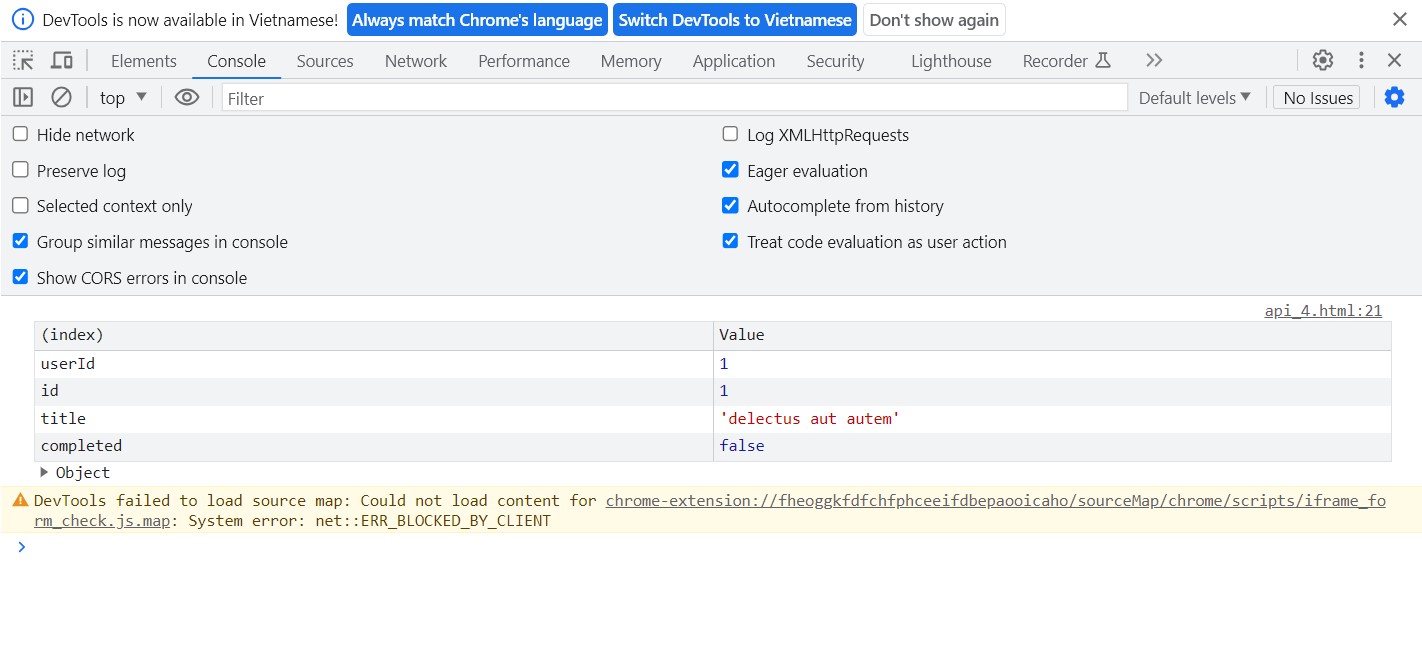 DevTools is now available in Vietnamese! Always match Chrome's language Switch DevTools to Vietnamese Don't show again
Elements Console Sources Network Performance Memory Application Security Lighthouse Recorder
top Filter Default levels No Issues
Hide network Log XMLHttpRequests
Preserve log Eager evaluation
Selected context only Autocomplete from history
Group similar messages in console Treat code evaluation as user action
Show CORS errors in console
api_4.html:21
(index) Value
userId 1
id 1
title 'delectus aut autem'
completed false
Object
DevTools failed to load source map: Could not load content for chrome-extension://fheoggkfdfchfphceeifdbepaooicaho/sourceMap/chrome/scripts/iframe_fo
rm_check.js.map: System error: net::ERR_BLOCKED_BY_CLIENT